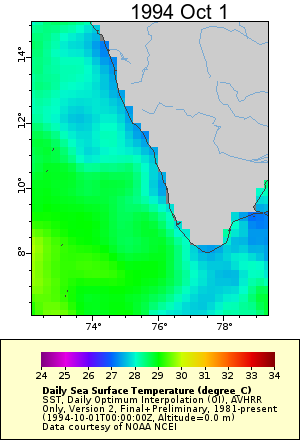 1994 Oct 1
14°
12°
10°
8°
74°
76°
78°
24 25 26 27 28 29 30 31 32 33 34
Daily Sea Surface Temperature (degree_C)
SST, Daily Optimum Interpolation (OI), AVHRR
Only, Version 2, Final+Preliminary, 1981-present
(1994-10-01T00:00:00Z, Altitude=0.0 m)
Data courtesy of NOAA NCEI